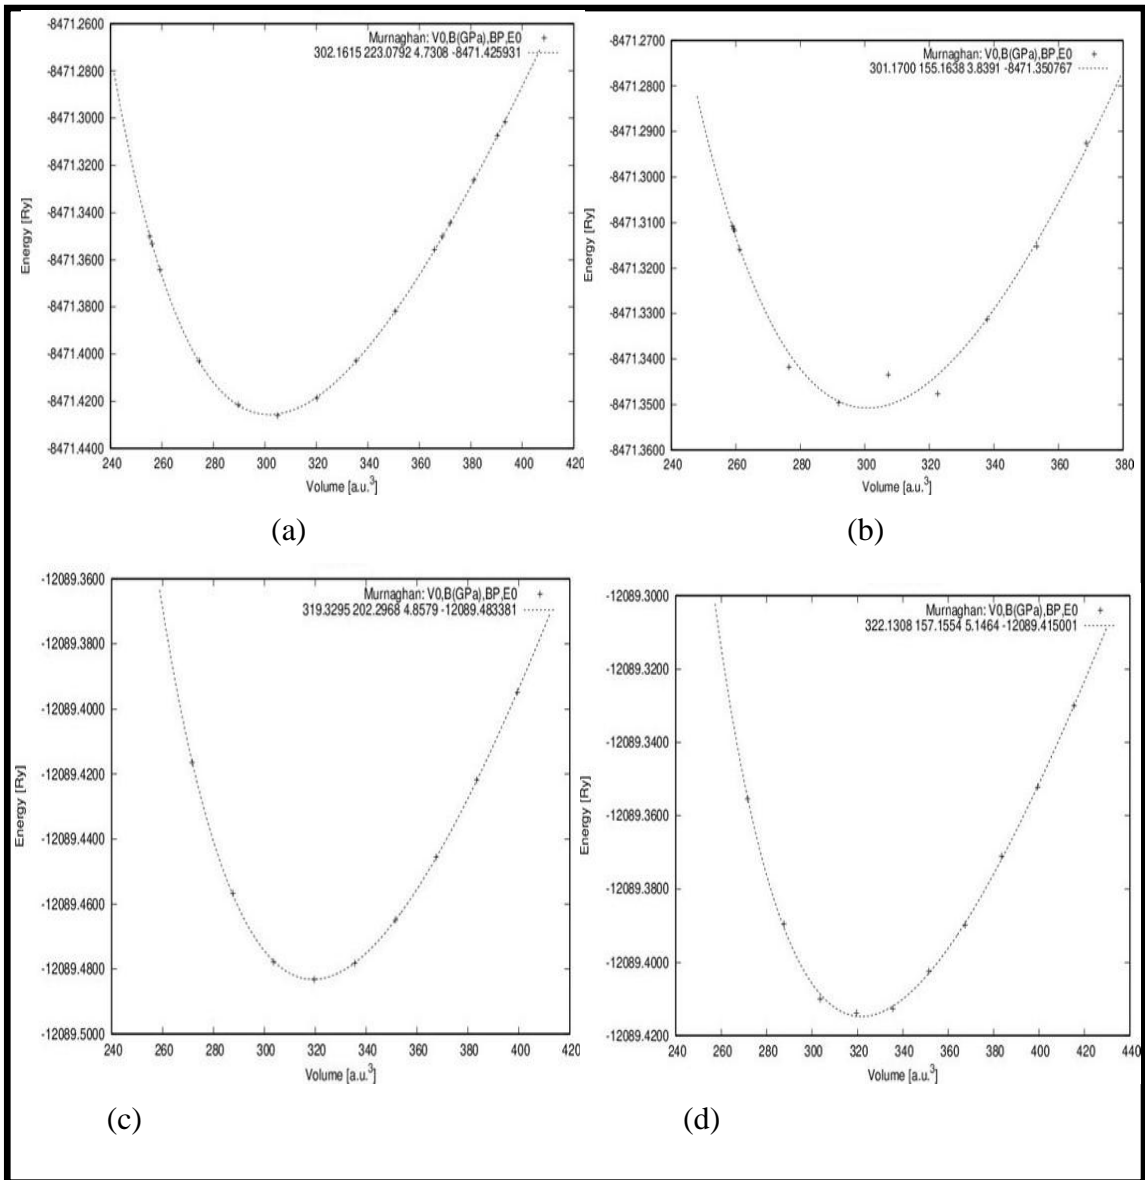 -8471.2600
-8471.2800
-8471.3000
-8471.3200
-8471.3400
-8471.3600
-8471.3800
-8471.4000
-8471.4200
-8471.4400
Energy [Ry]
Murnaghan: V0,B(GPa),BP,E0
302.1615 223.0792 4.7308 -8471.425931
240 260 280 300 320 340 360 380 400 420
Volume [a.u.³]
(a)
-8471.2700
-8471.2800
-8471.2900
-8471.3000
-8471.3100
-8471.3200
-8471.3300
-8471.3400
-8471.3500
-8471.3600
Energy [Ry]
Murnaghan: V0,B(GPa),BP,E0
301.1700 155.1638 3.8391 -8471.350767
240 260 280 300 320 340 360 380
Volume [a.u.³]
(b)
-12089.3600
-12089.3800
-12089.4000
-12089.4200
-12089.4400
-12089.4600
-12089.4800
-12089.5000
Energy [Ry]
Murnaghan: V0,B(GPa),BP,E0
319.3295 202.2968 4.8579 -12089.483381
240 260 280 300 320 340 360 380 400 420
Volume [a.u.³]
(c)
-12089.3000
-12089.3200
-12089.3400
-12089.3600
-12089.3800
-12089.4000
-12089.4200
Energy [Ry]
Murnaghan: V0,B(GPa),BP,E0
322.1308 157.1554 5.1464 -12089.415001
240 260 280 300 320 340 360 380 400 420 440
Volume [a.u.³]
(d)